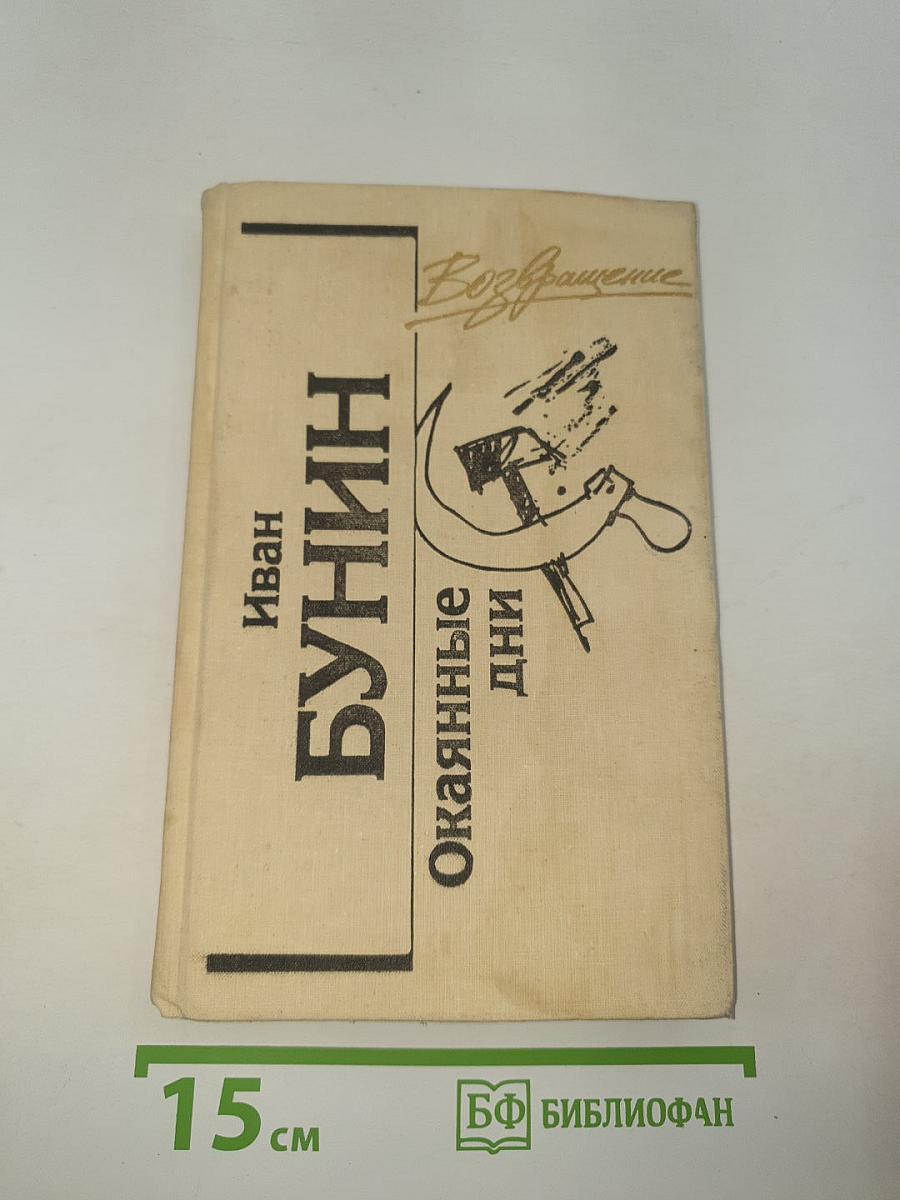 Возвращение
Иван
БУНИН
Окаянные
дни
15 см
БФ БИБЛИОФАН